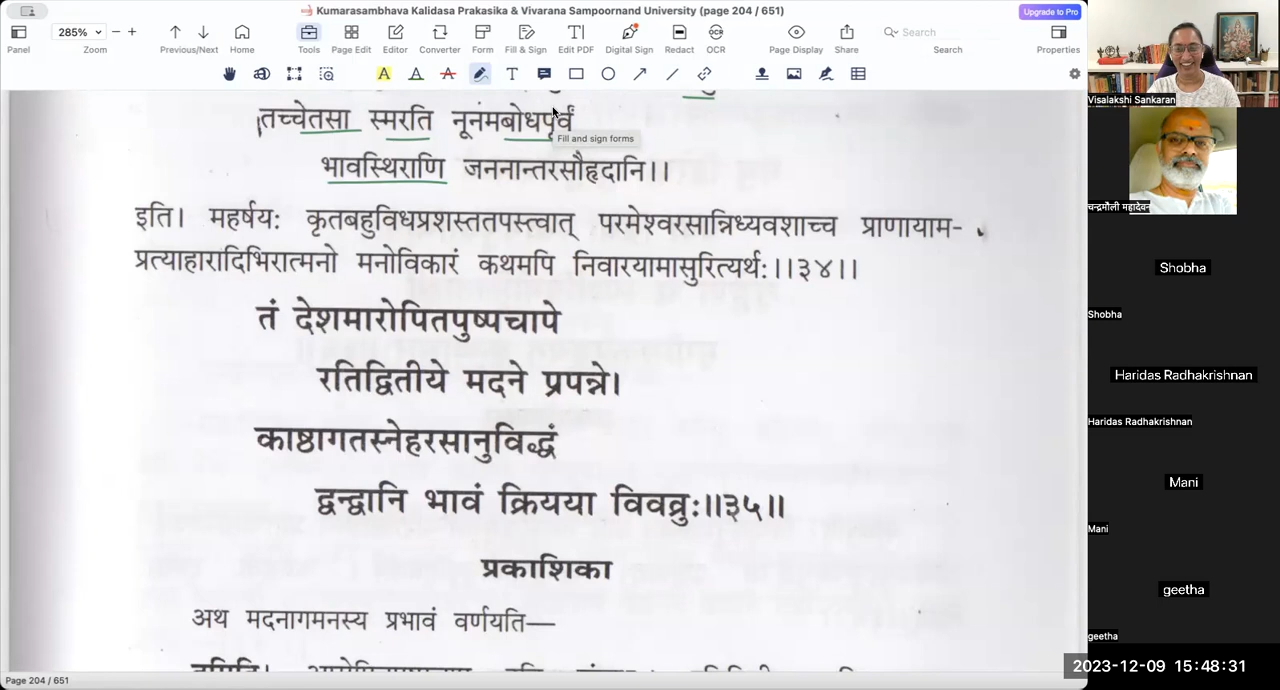 Kumarasambhava Kalidasa Prakasika & Vivarana Sampoornand University (page 204 / 651)
Upgrade to Pro
285%
Search
Panel Zoom Previous/Next Home Tools Page Edit Editor Converter Form Fill & Sign Edit PDF Digital Sign Redact OCR Page Display Share Search Properties
तच्चेतसा स्मरति नूनंमबोधपूर्वं
Fill and sign forms
भावस्थिराणि जननान्तरसौहृदानि।।
इति। महर्षयः कृतबहुविधप्रशस्ततपस्त्वात् परमेश्वरसान्निध्यवशाच्च प्राणायाम-
प्रत्याहारादिभिरात्मनो मनोविकारं कथमपि निवारयामासुरित्यर्थः।।३४।।
तं देशमारोपितपुष्पचापे
रतिद्वितीये मदने प्रपन्ने।
काष्ठागतस्नेहरसानुविद्धं
द्वन्द्वानि भावं क्रियया विवव्रुः॥३५॥
प्रकाशिका
अथ मदनागमनस्य प्रभावं वर्णयति—
Page 204 / 651
Visalakshi Sankaran
चन्द्रमौली महादेवन
Shobha
Shobha
Haridas Radhakrishnan
Haridas Radhakrishnan
Mani
Mani
geetha
geetha
2023-12-09 15:48:31